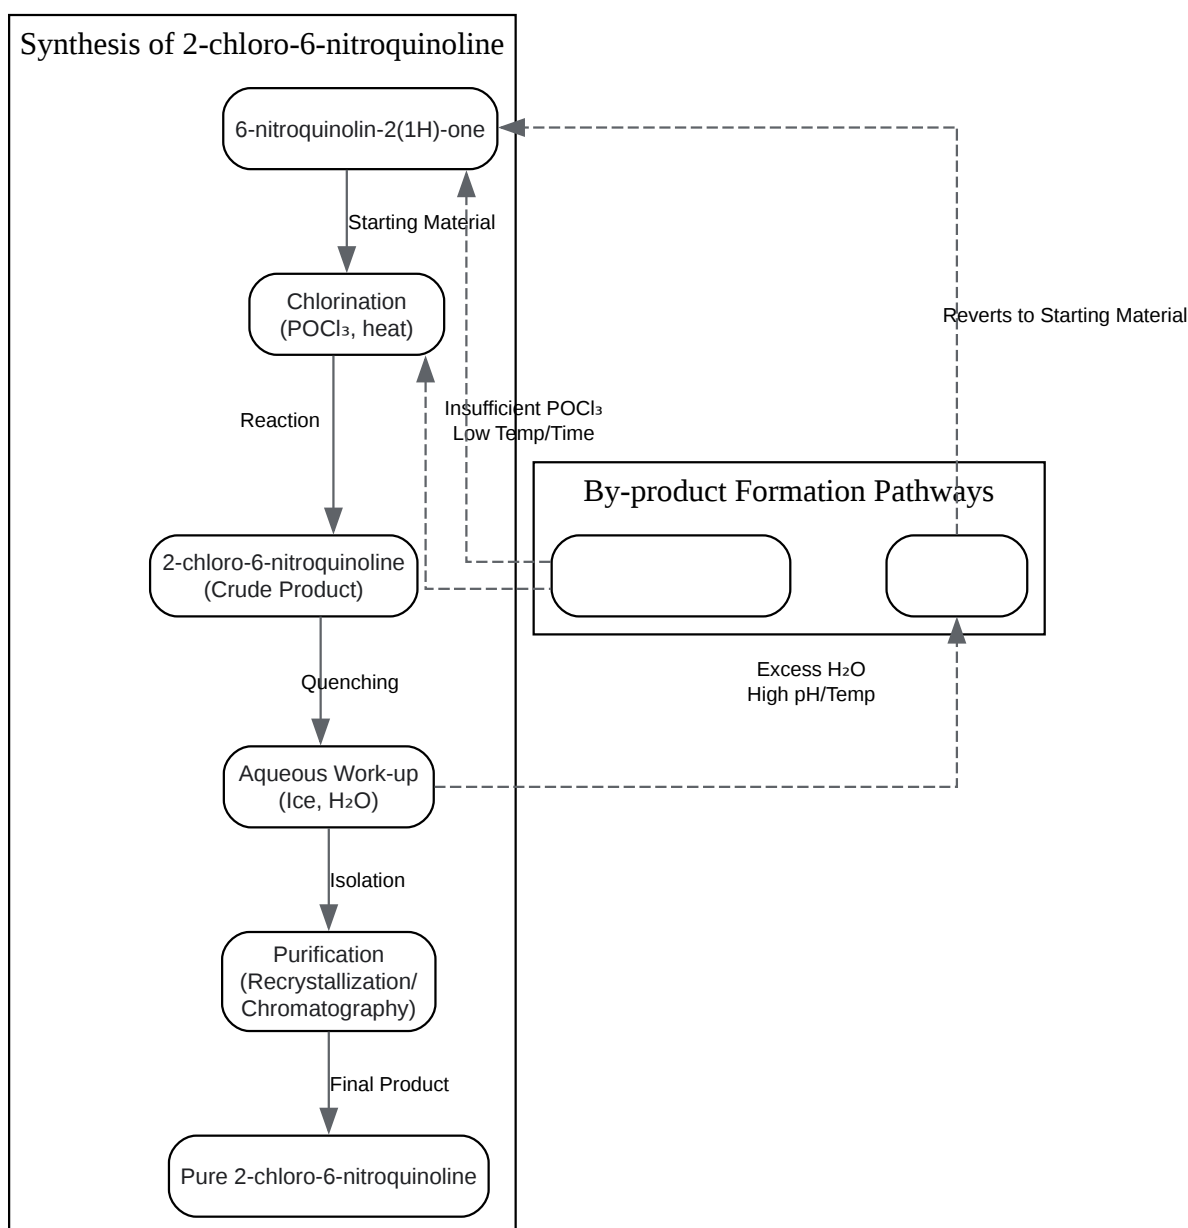 Synthesis of 2-chloro-6-nitroquinoline
6-nitroquinolin-2(1H)-one
Starting Material
Chlorination
(POCl₃, heat)
Reverts to Starting Material
Insufficient POCl₃
Low Temp/Time
Reaction
By-product Formation Pathways
2-chloro-6-nitroquinoline
(Crude Product)
Excess H₂O
High pH/Temp
Quenching
Aqueous Work-up
(Ice, H₂O)
Isolation
Purification
(Recrystallization/
Chromatography)
Final Product
Pure 2-chloro-6-nitroquinoline